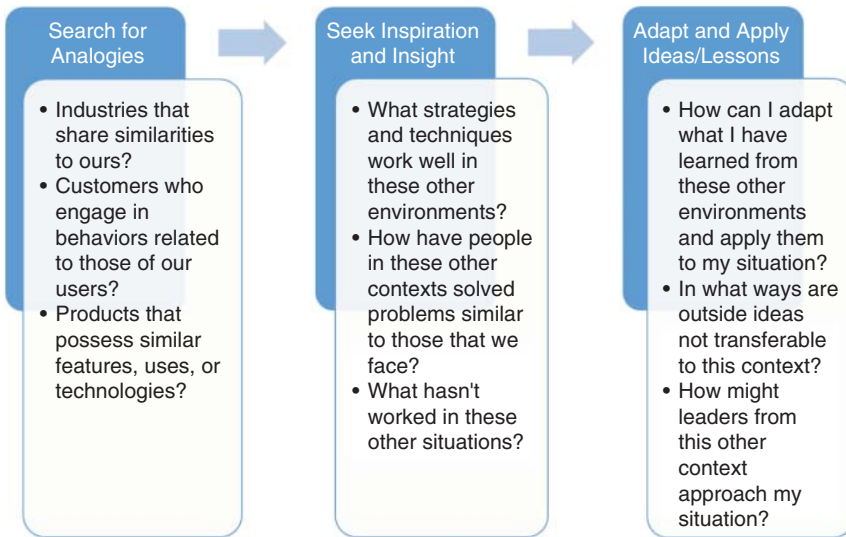 Search for
Analogies
• Industries that
share similarities
to ours?
• Customers who
engage in
behaviors related
to those of our
users?
• Products that
possess similar
features, uses, or
technologies?
Seek Inspiration
and Insight
• What strategies
and techniques
work well in
these other
environments?
• How have people
in these other
contexts solved
problems similar
to those that we
face?
• What hasn't
worked in these
other situations?
Adapt and Apply
Ideas/Lessons
• How can I adapt
what I have
learned from
these other
environments
and apply them
to my situation?
• In what ways are
outside ideas
not transferable
to this context?
• How might
leaders from
this other
context
approach my
situation?